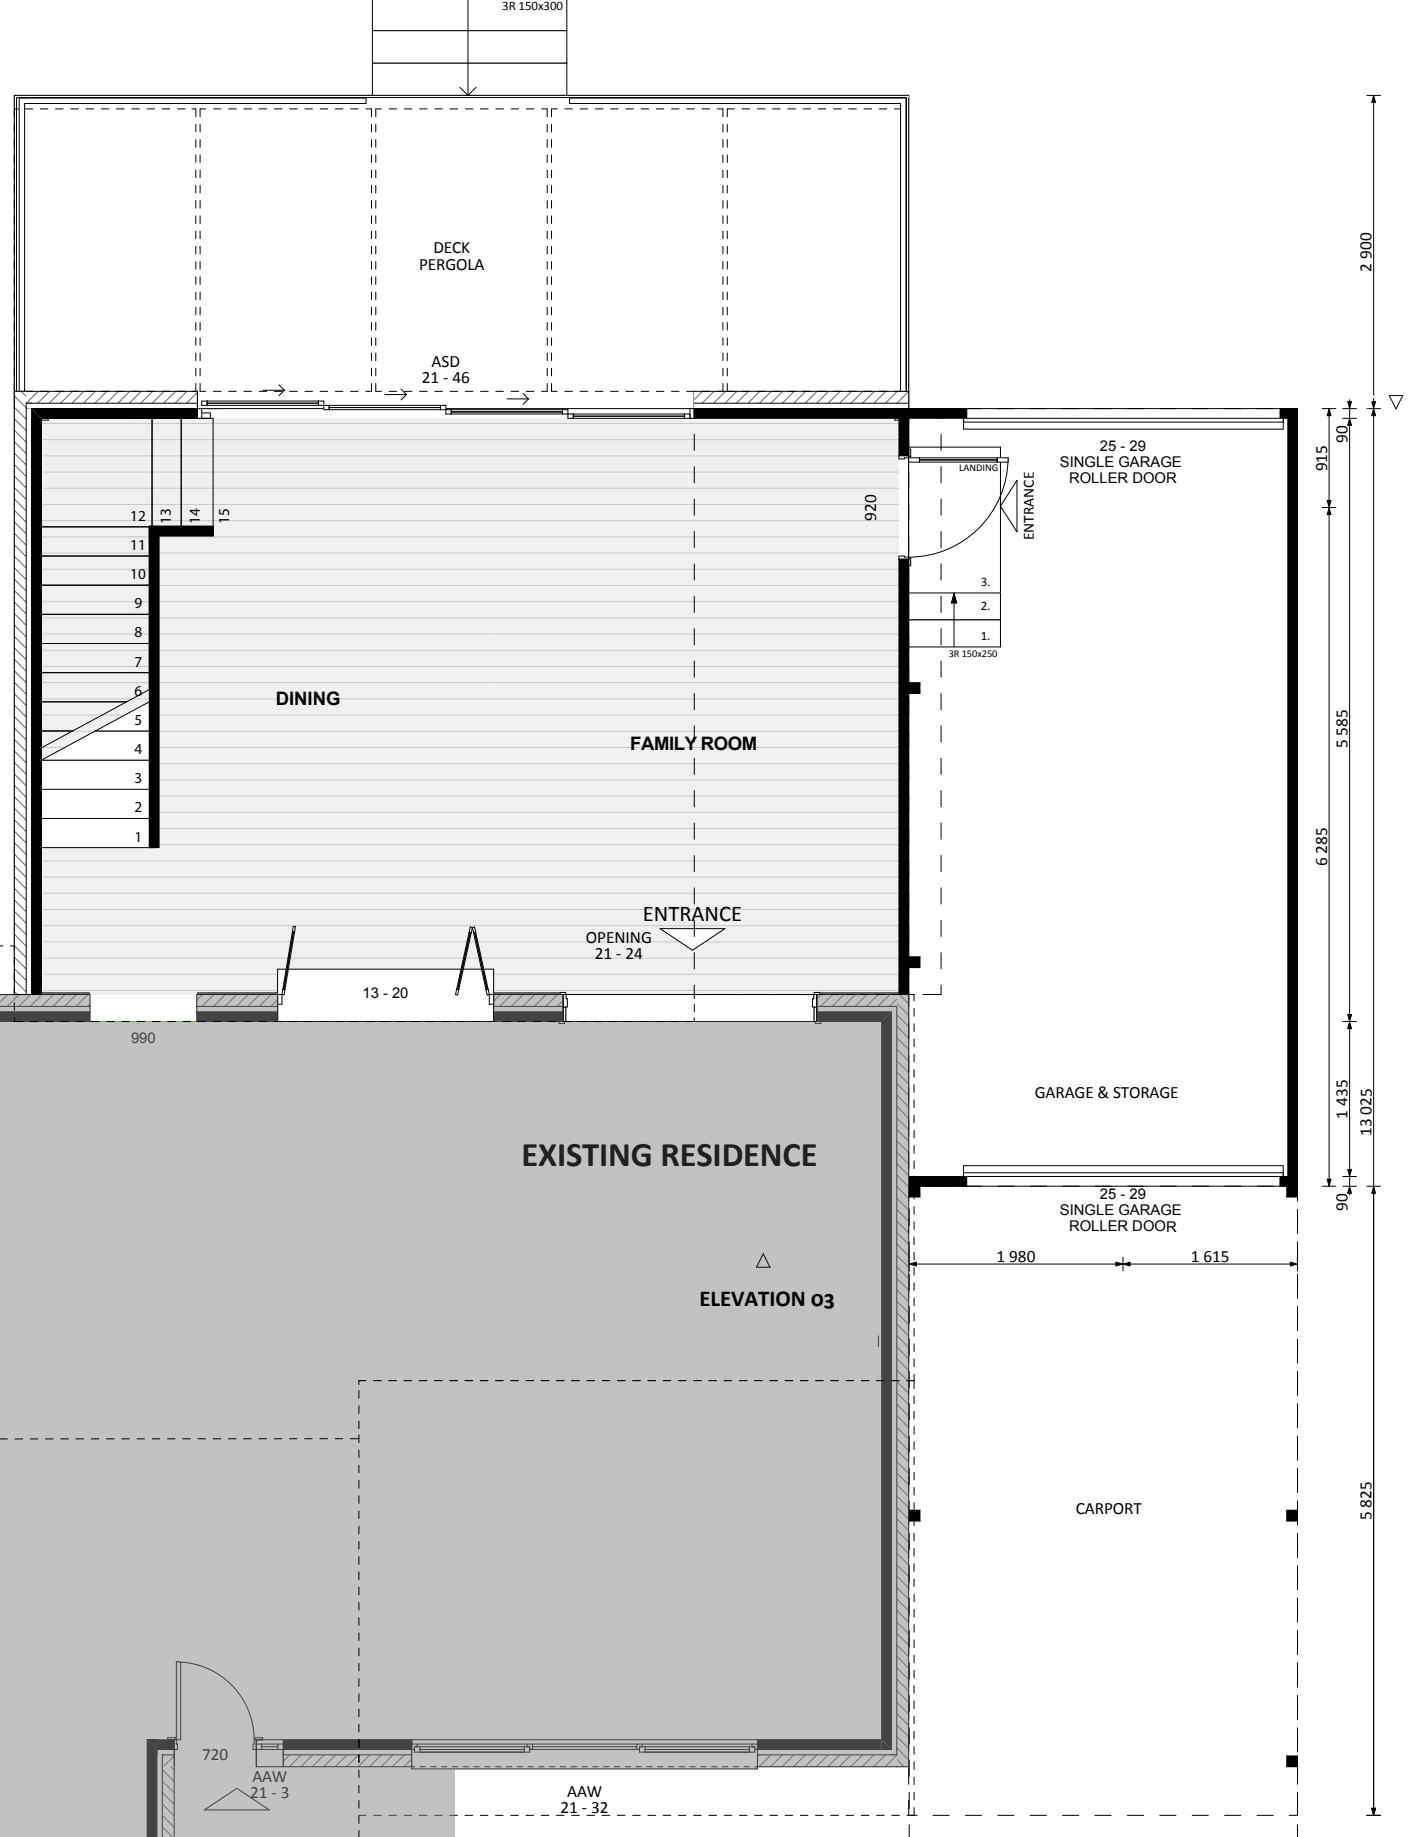 3R 150x300
2 900
DECK
PERGOLA
ASD
21 - 46
90
915
25 - 29
SINGLE GARAGE
ROLLER DOOR
LANDING
ENTRANCE
920
12
13
14
15
11
10
9
8
7
6
5
4
3
2
1
3.
2.
1.
3R 150x250
DINING
FAMILY ROOM
5 585
6 285
ENTRANCE
OPENING
21 - 24
13 - 20
990
GARAGE & STORAGE
1 435
13 025
EXISTING RESIDENCE
90
25 - 29
SINGLE GARAGE
ROLLER DOOR
1 980
1 615
ELEVATION 03
CARPORT
5 825
720
AAW
21 - 3
AAW
21 - 32